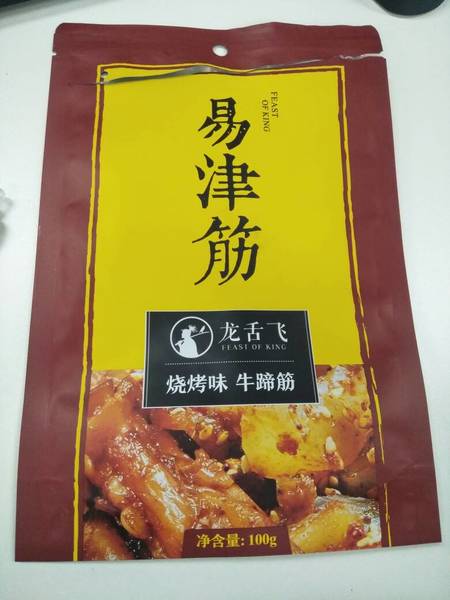 易津筋
FEAST
OF KING
龙舌飞
FEAST OF KING
烧烤味 牛蹄筋
净含量: 100g